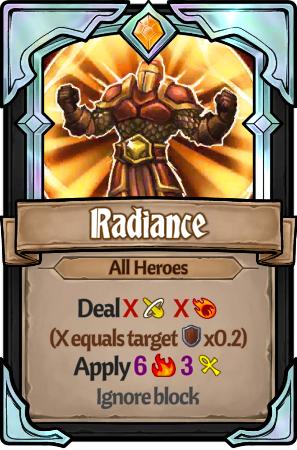 Radiance
All Heroes
Deal X X
(X equals target x0.2)
Apply 6 3
Ignore block